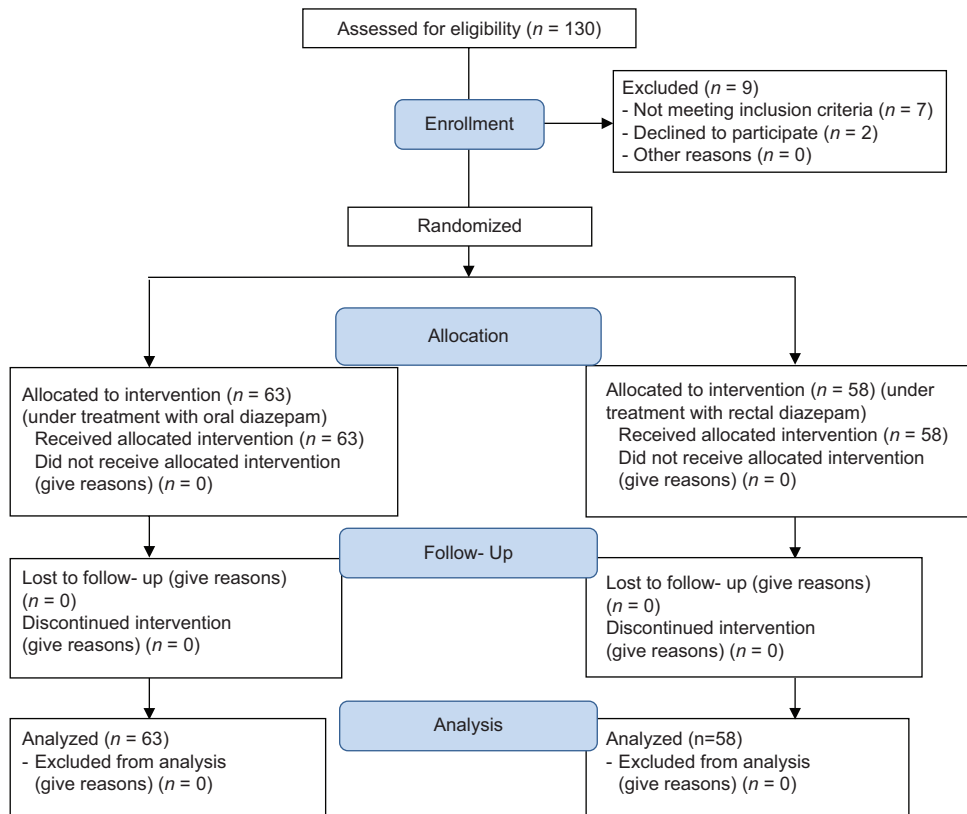 Assessed for eligibility (n = 130)
Excluded (n = 9)
- Not meeting inclusion criteria (n = 7)
- Declined to participate (n = 2)
- Other reasons (n = 0)
Enrollment
Randomized
Allocation
Allocated to intervention (n = 63)
(under treatment with oral diazepam)
Received allocated intervention (n = 63)
Did not receive allocated intervention
(give reasons) (n = 0)
Allocated to intervention (n = 58) (under
treatment with rectal diazepam)
Received allocated intervention (n = 58)
Did not receive allocated intervention
(give reasons) (n = 0)
Follow- Up
Lost to follow- up (give reasons)
(n = 0)
Discontinued intervention
(give reasons) (n = 0)
Lost to follow- up (give reasons)
(n = 0)
Discontinued intervention
(give reasons) (n = 0)
Analysis
Analyzed (n = 63)
- Excluded from analysis
(give reasons) (n = 0)
Analyzed (n=58)
- Excluded from analysis
(give reasons) (n = 0)